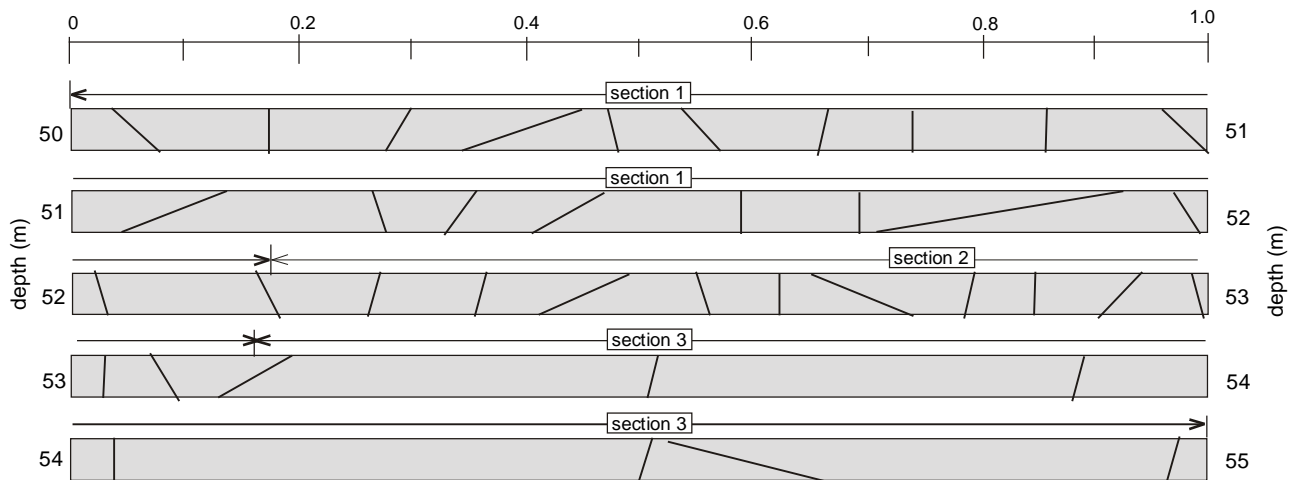 0 0.2 0.4 0.6 0.8 1.0
section 1
50 51
section 1
51 52
section 2
52 53
section 3
53 54
section 3
54 55
depth (m)
depth (m)